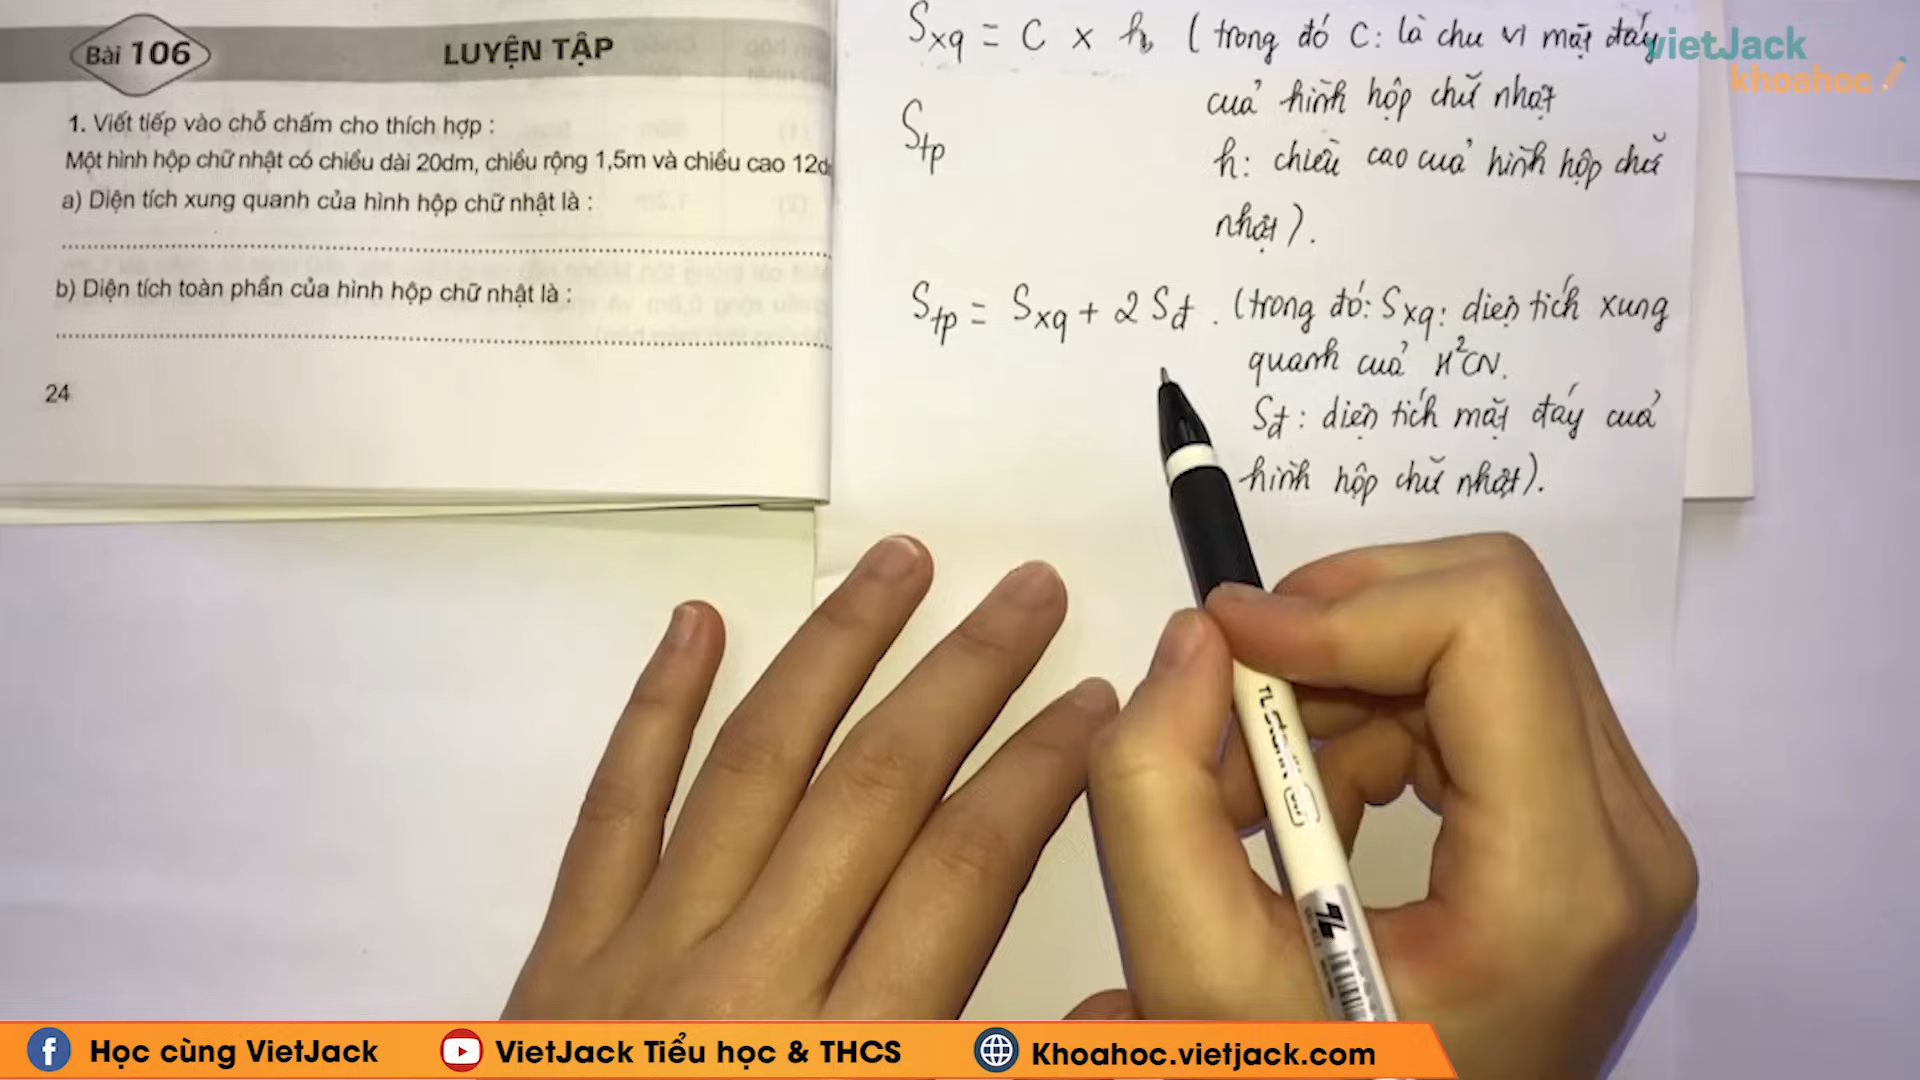 Bài 106
LUYỆN TẬP
1. Viết tiếp vào chỗ chấm cho thích hợp :
Một hình hộp chữ nhật có chiều dài 20dm, chiều rộng 1,5m và chiều cao 12d
a) Diện tích xung quanh của hình hộp chữ nhật là :
b) Diện tích toàn phần của hình hộp chữ nhật là :
24
Sxq = C x h ( trong đó C: là chu vi mặt đáy
của hình hộp chữ nhật
Stp
h: chiều cao của hình hộp chữ
nhật ).
Stp = Sxq + 2 Sđ . (trong đó: Sxq: diện tích xung
quanh của H²CN.
Sđ : diện tích mặt đáy của
hình hộp chữ nhật).
vietJack
khoahoc
TL
Học cùng VietJack
VietJack Tiểu học & THCS
Khoahoc.vietjack.com